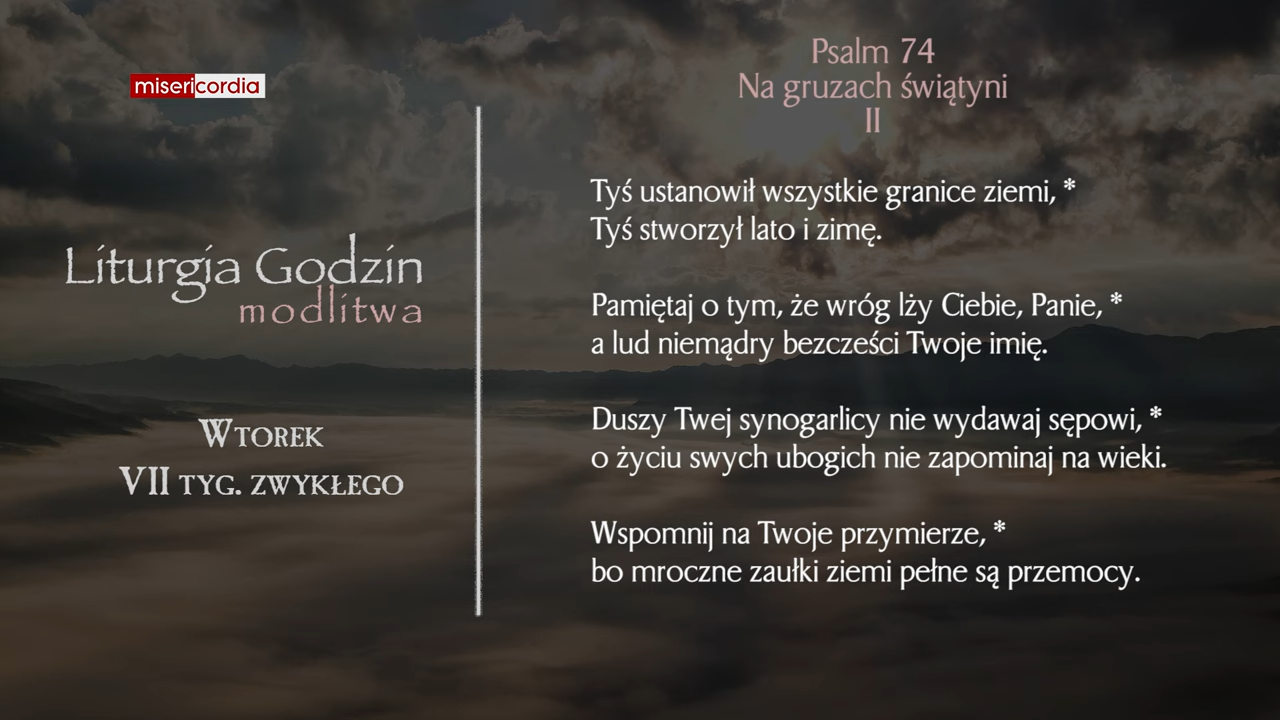 misericordia
Liturgia Godzin
modlitwa
Wtorek
VII tyg. zwykłego
Psalm 74
Na gruzach świątyni
II
Tyś ustanowił wszystkie granice ziemi, *
Tyś stworzył lato i zimę.
Pamiętaj o tym, że wróg lży Ciebie, Panie, *
a lud niemądry bezcześci Twoje imię.
Duszy Twej synogarlicy nie wydawaj sępowi, *
o życiu swych ubogich nie zapominaj na wieki.
Wspomnij na Twoje przymierze, *
bo mroczne zaułki ziemi pełne są przemocy.